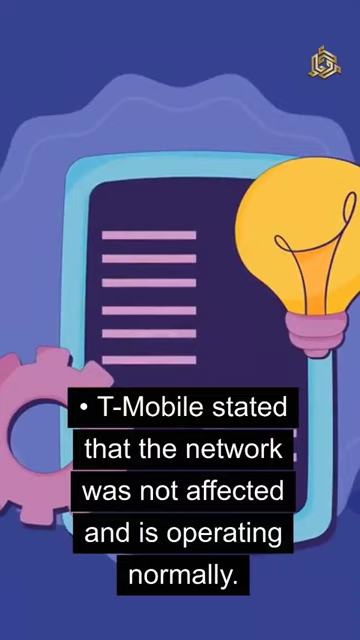 • T-Mobile stated
that the network
was not affected
and is operating
normally.